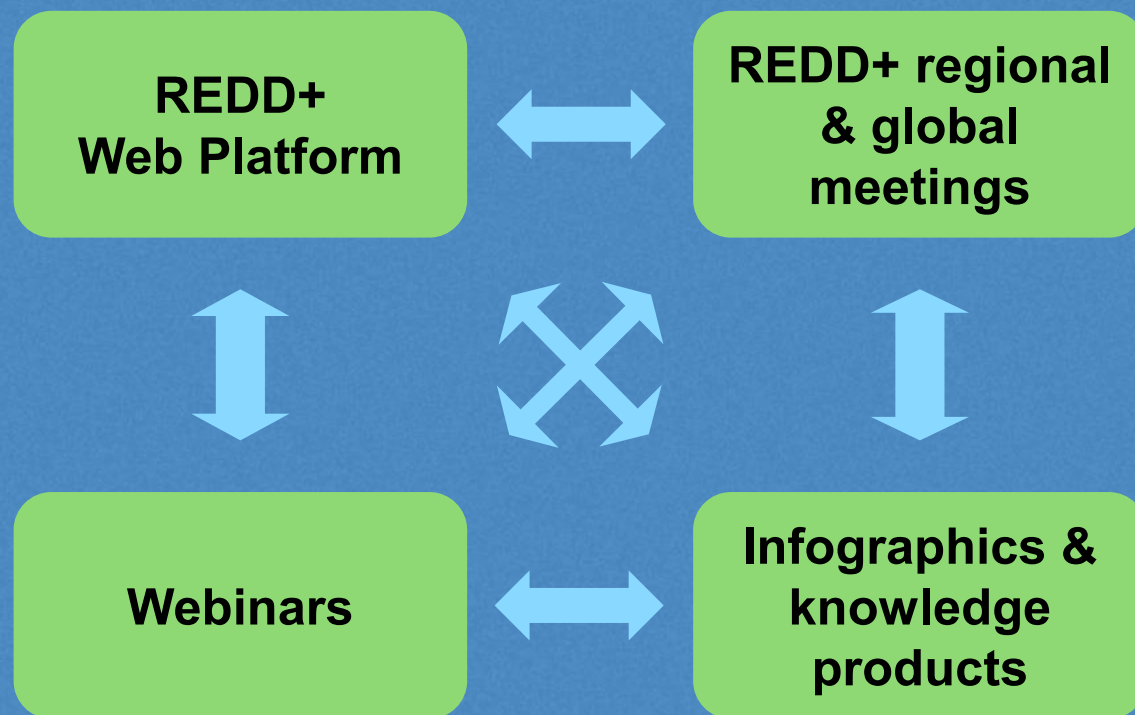 REDD+
Web Platform
REDD+ regional
& global
meetings
Webinars
Infographics &
knowledge
products